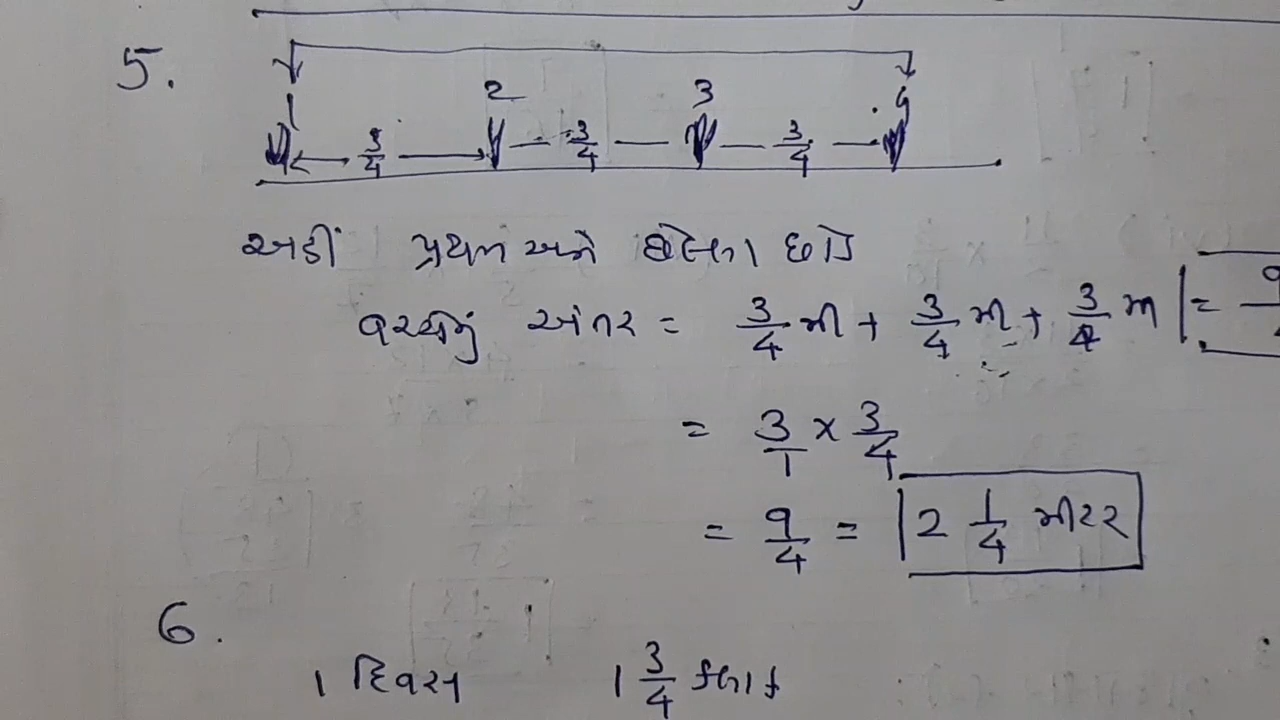 5.
1 2 3 4
3/4 3/4 3/4
અહીં પ્રથમ અને છેલ્લા છોડ
વચ્ચેનું અંતર = 3/4 મી + 3/4 મી + 3/4 મ = 9
= 3/1 × 3/4
= 9/4 = 2 1/4 મીટર
6.
1 દિવસ 1 3/4 કલાક